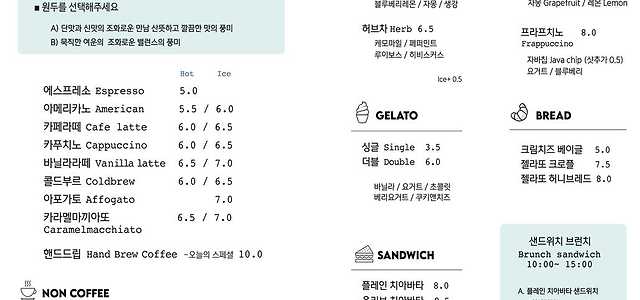 ■ 원두를 선택해주세요
A) 단맛과 신맛의 조화로운 만남 산뜻하고 깔끔한 맛의 풍미
B) 묵직한 여운의 조화로운 밸런스의 풍미
Hot Ice
에스프레소 Espresso 5.0
아메리카노 American 5.5 / 6.0
카페라떼 Cafe latte 6.0 / 6.5
카푸치노 Cappuccino 6.0 / 6.5
바닐라라떼 Vanilla latte 6.5 / 7.0
콜드부르 Coldbrew 6.0 / 6.5
아포가토 Affogato 7.0
카라멜마끼아또 6.5 / 7.0
Caramelmacchiato
핸드드립 Hand Brew Coffee -오늘의 스페셜 10.0
NON COFFEE
블루베리레몬 / 자몽 / 생강
허브차 Herb 6.5
케모마일 / 페퍼민트
루이보스 / 히비스커스
Ice+ 0.5
GELATO
싱글 Single 3.5
더블 Double 6.0
바닐라 / 요거트 / 초콜릿
베리요거트 / 쿠키앤치즈
SANDWICH
플레인 치아바타 8.0
자몽 Grapefruit / 레몬 Lemon
프라프치노 8.0
Frappuccino
자바칩 Java chip (샷추가 0.5)
요거트 / 블루베리
BREAD
크림치즈 베이글 5.0
젤라또 크로플 7.5
젤라또 허니브레드 8.0
샌드위치 브런치
Brunch sandwich
10:00~ 15:00
A. 플레인 치아바타 샌드위치